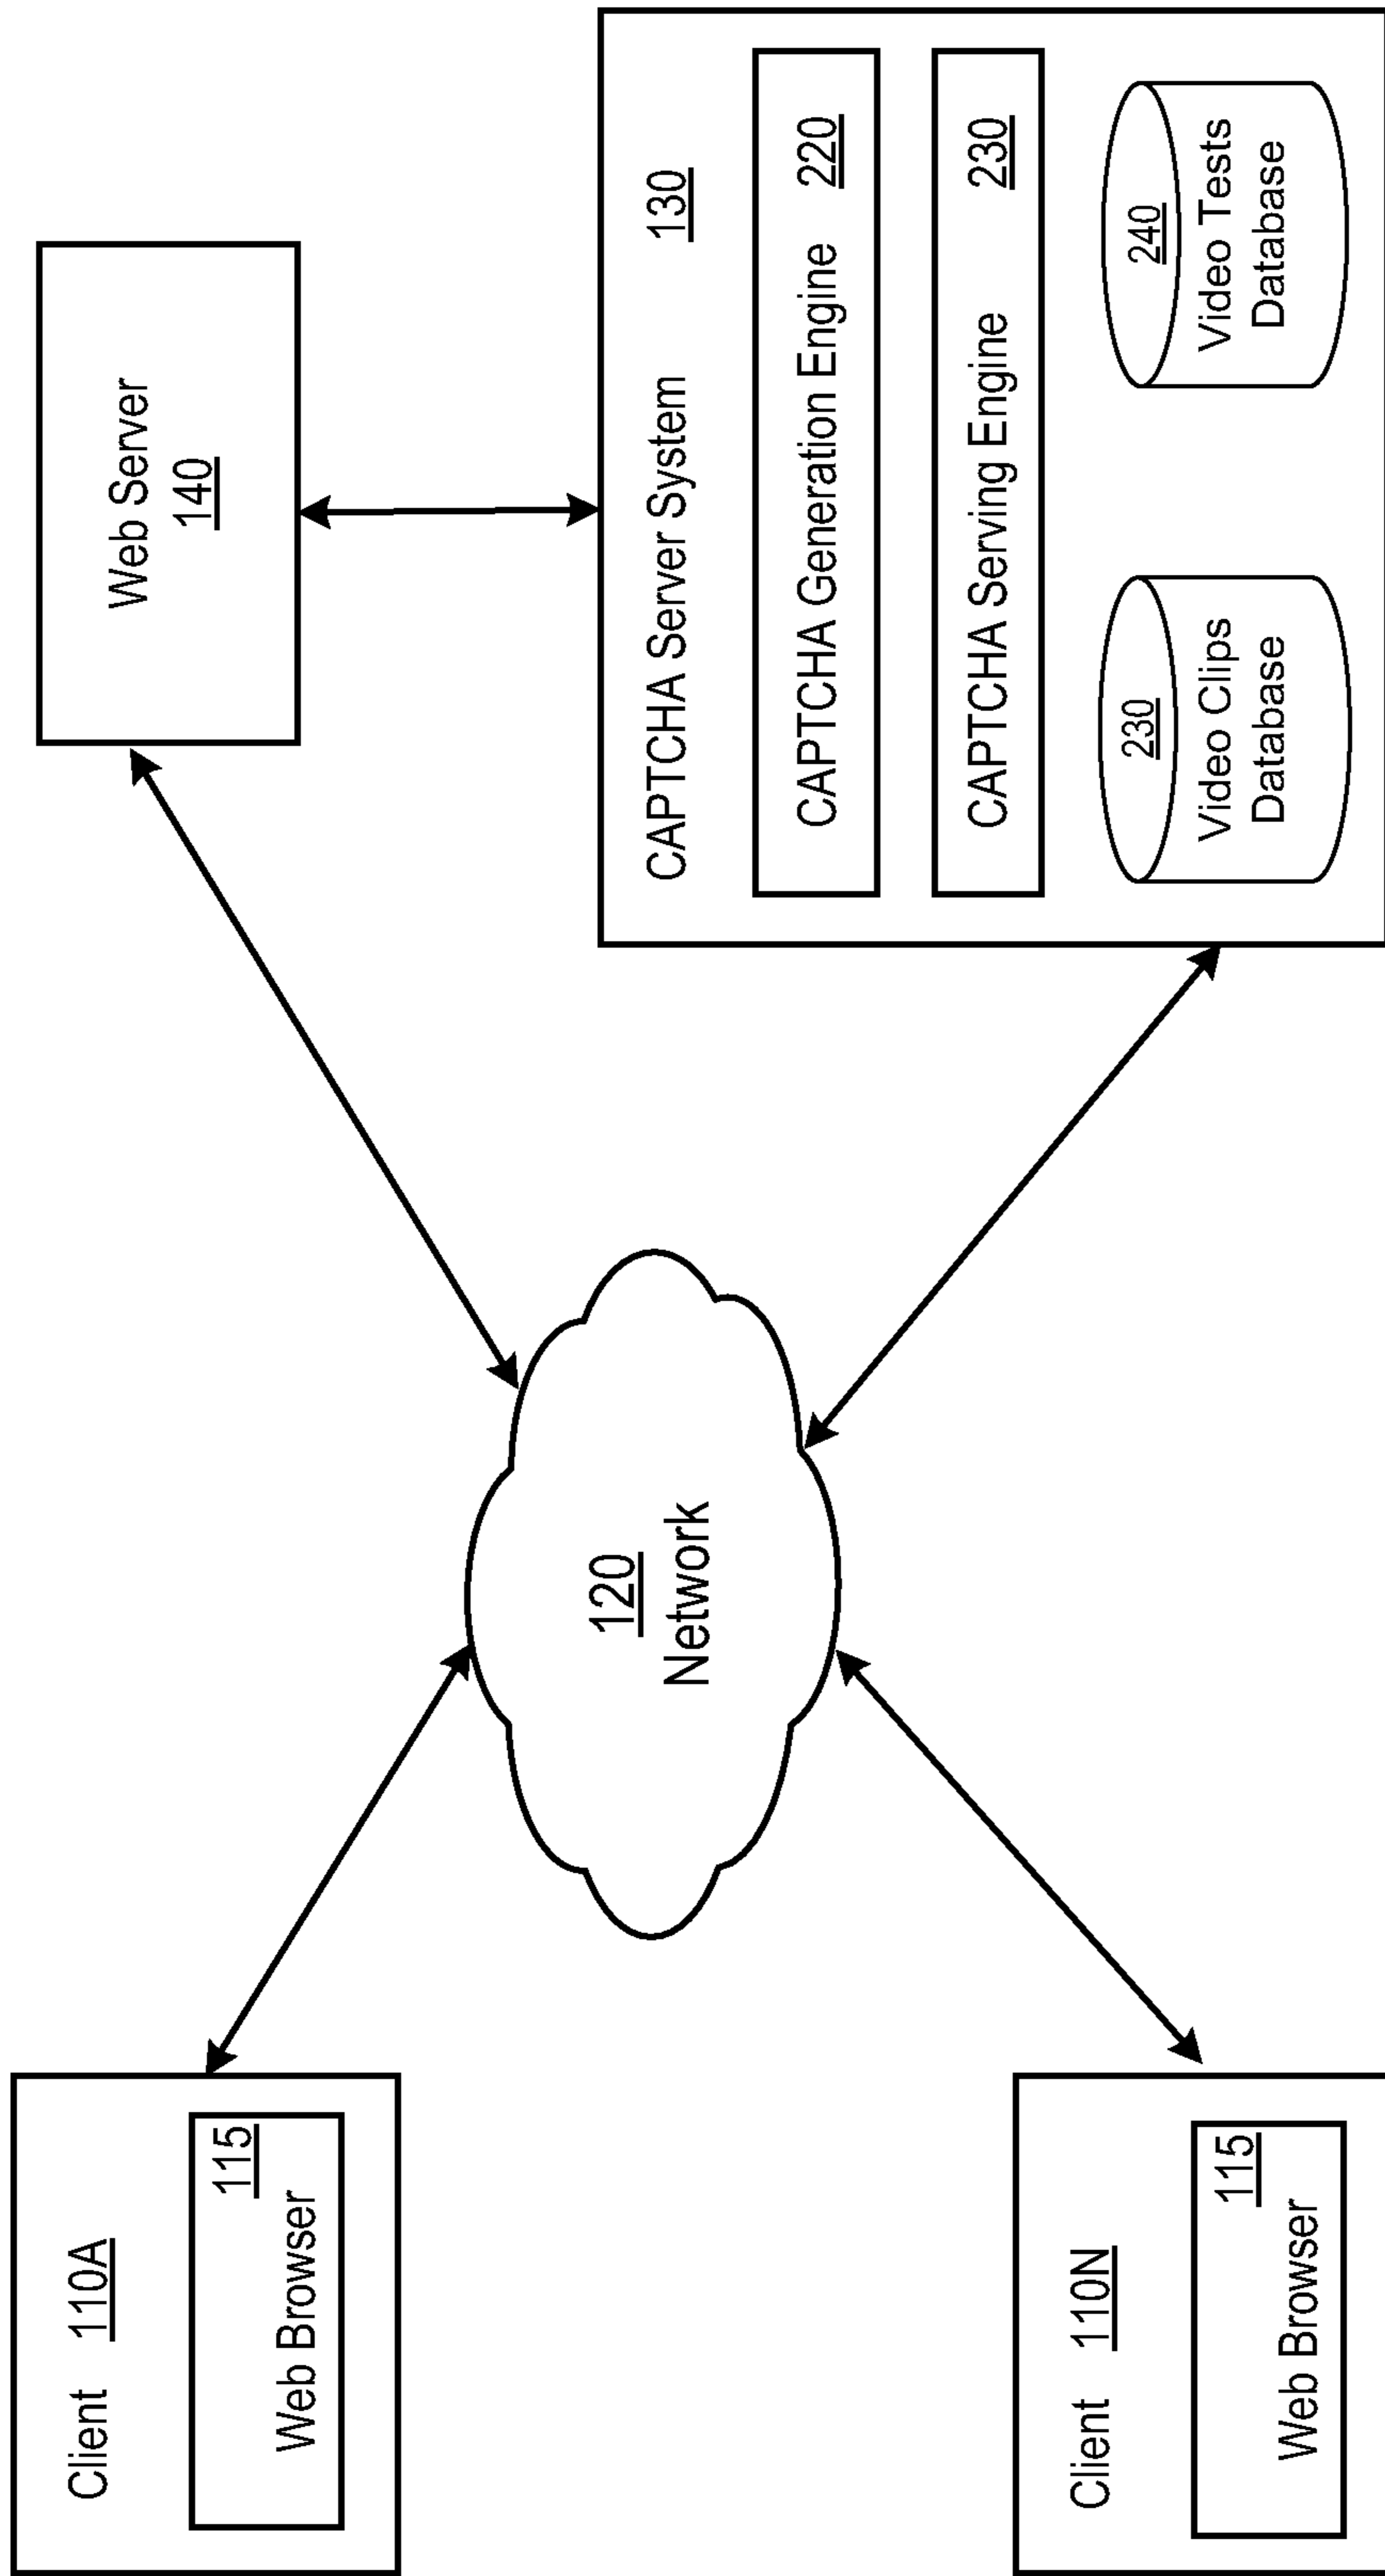 Client 110A
115
Web Browser
Client 110N
115
Web Browser
120
Network
Web Server
140
CAPTCHA Server System 130
CAPTCHA Generation Engine 220
CAPTCHA Serving Engine 230
230
Video Clips
Database
240
Video Tests
Database